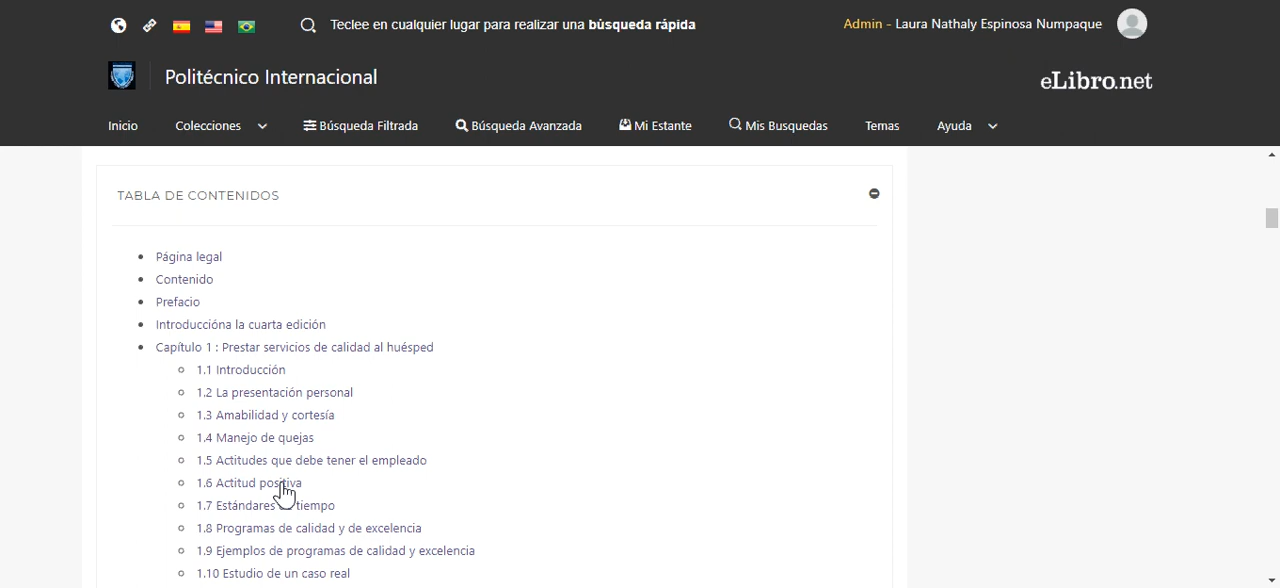 Teclee en cualquier lugar para realizar una búsqueda rápida
Admin - Laura Nathaly Espinosa Numpaque
Politécnico Internacional
eLibro.net
Inicio
Colecciones
Búsqueda Filtrada
Búsqueda Avanzada
Mi Estante
Mis Busquedas
Temas
Ayuda
TABLA DE CONTENIDOS
Página legal
Contenido
Prefacio
Introduccióna la cuarta edición
Capítulo 1 : Prestar servicios de calidad al huésped
1.1 Introducción
1.2 La presentación personal
1.3 Amabilidad y cortesía
1.4 Manejo de quejas
1.5 Actitudes que debe tener el empleado
1.6 Actitud positiva
1.7 Estándares tiempo
1.8 Programas de calidad y de excelencia
1.9 Ejemplos de programas de calidad y excelencia
1.10 Estudio de un caso real